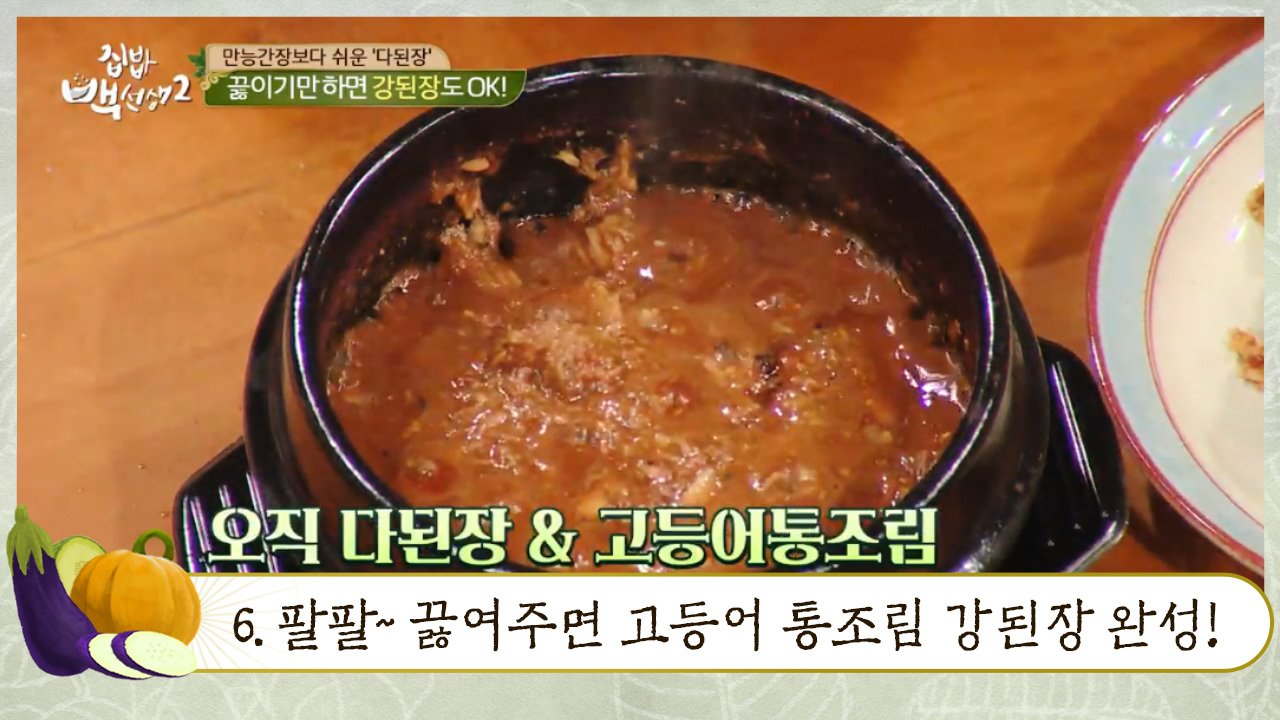 집밥
백선생2
만능간장보다 쉬운 '다된장'
끓이기만하면 강된장도 OK!
오직 다된장 & 고등어통조림
6. 팔팔~ 끓여주면 고등어 통조림 강된장 완성!